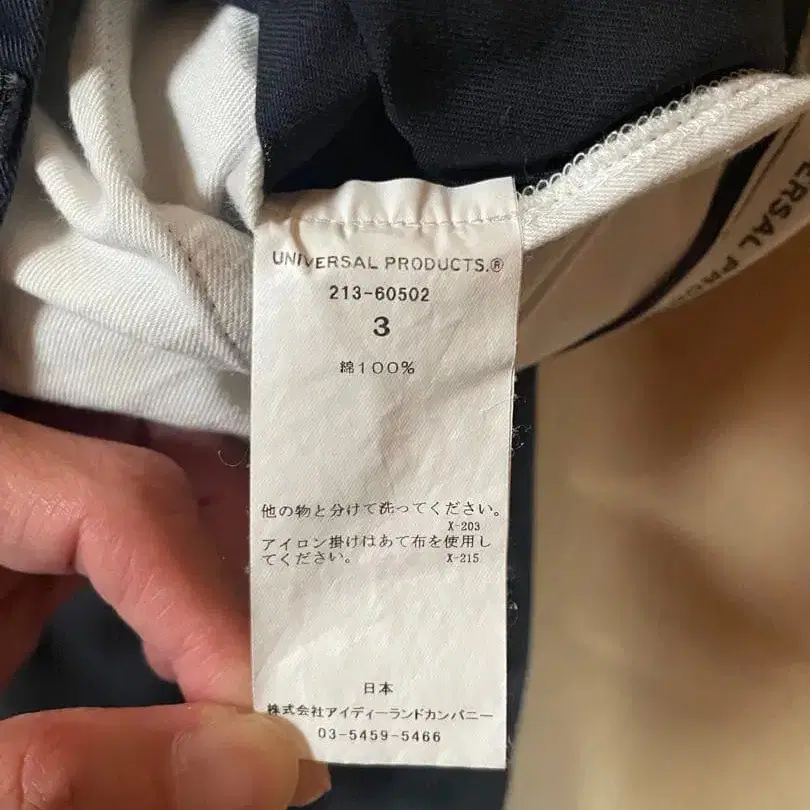 UNIVERSAL PRODUCTS.®
213-60502
3
綿100%
他の物と分けて洗ってください。
X-203
アイロン掛けはあて布を使用し
てください。 X-215
日本
株式会社アイディーランドカンパニー
03-5459-5466